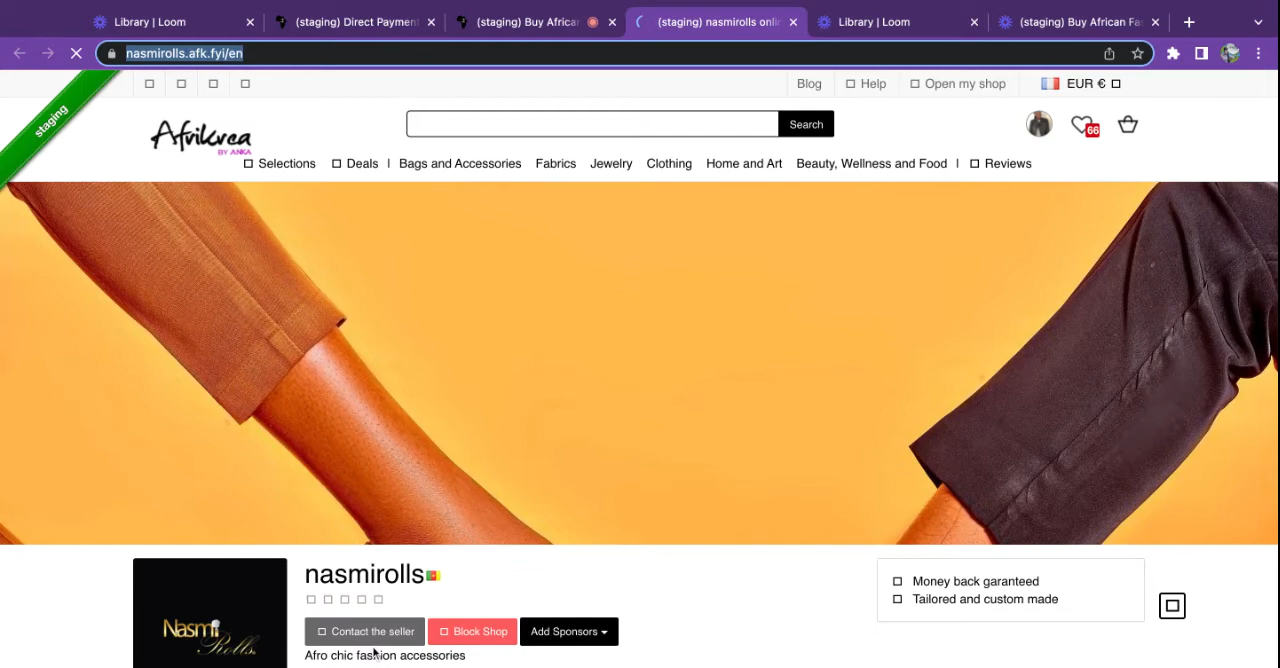 Library | Loom
(staging) Direct Payment
(staging) Buy African
(staging) nasmirolls onlin
Library | Loom
(staging) Buy African Fas
nasmirolls.afk.fyi/en
staging
Blog
Help
Open my shop
EUR €
Afrikrea
BY ANKA
Search
66
Selections
Deals
Bags and Accessories
Fabrics
Jewelry
Clothing
Home and Art
Beauty, Wellness and Food
Reviews
nasmirolls
Money back garanteed
Tailored and custom made
Nasmi
Rolls.
Contact the seller
Block Shop
Add Sponsors
Afro chic fashion accessories